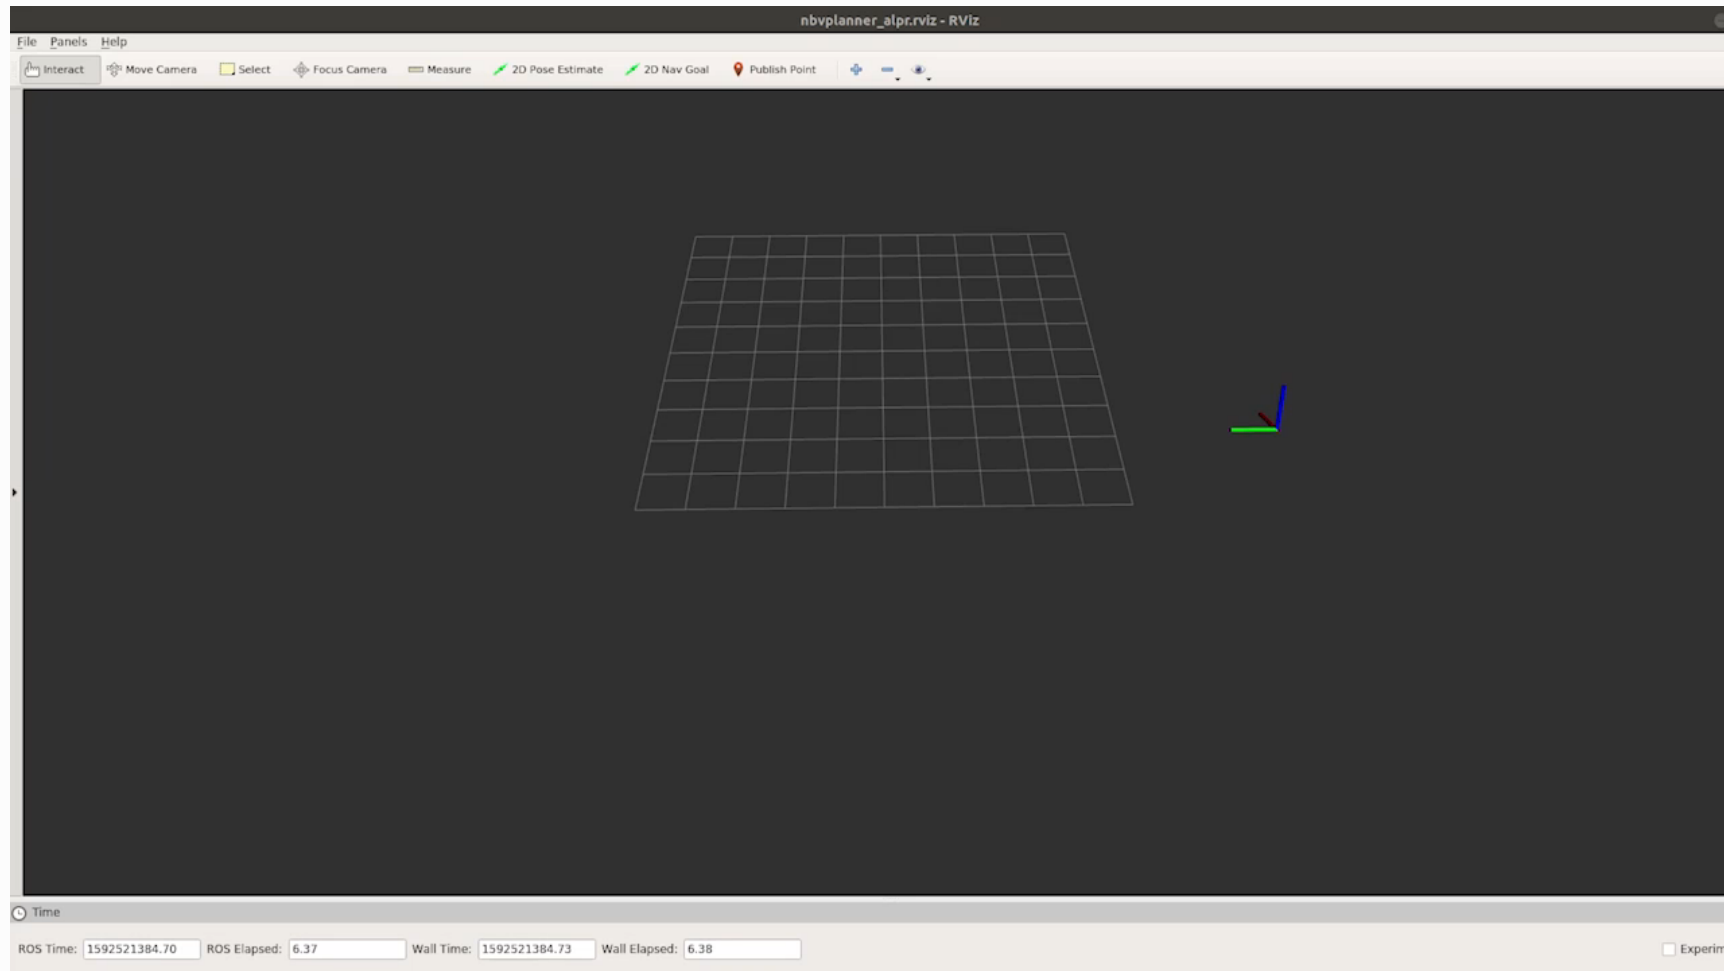 nbvplanner_alpr.rviz - RViz
File Panels Help
Interact Move Camera Select Focus Camera Measure 2D Pose Estimate 2D Nav Goal Publish Point
Time
ROS Time: 1592521384.70 ROS Elapsed: 6.37 Wall Time: 1592521384.73 Wall Elapsed: 6.38 Experim